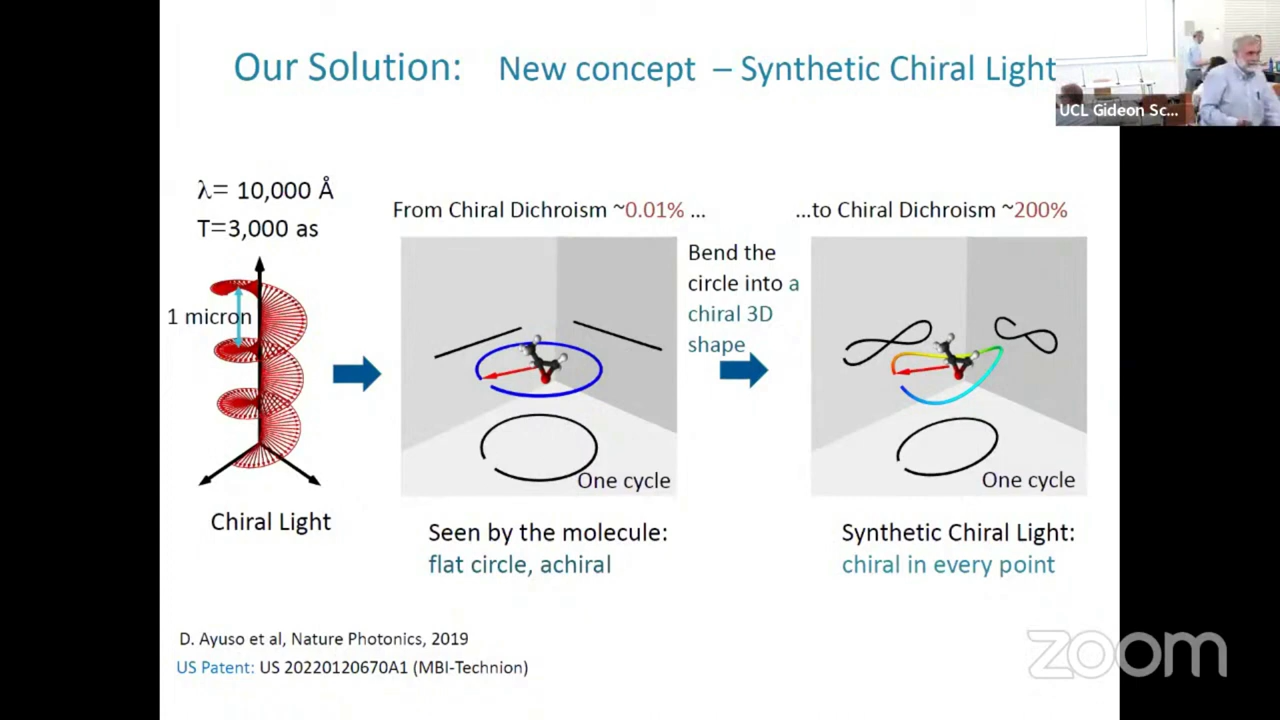 Our Solution: New concept – Synthetic Chiral Light
UCL Gideon Sc...
λ= 10,000 Å
T=3,000 as
1 micron
Chiral Light
From Chiral Dichroism ~0.01% ...
Bend the
circle into a
chiral 3D
shape
...to Chiral Dichroism ~200%
One cycle
One cycle
Seen by the molecule:
flat circle, achiral
Synthetic Chiral Light:
chiral in every point
D. Ayuso et al, Nature Photonics, 2019
US Patent: US 20220120670A1 (MBI-Technion)
zoom